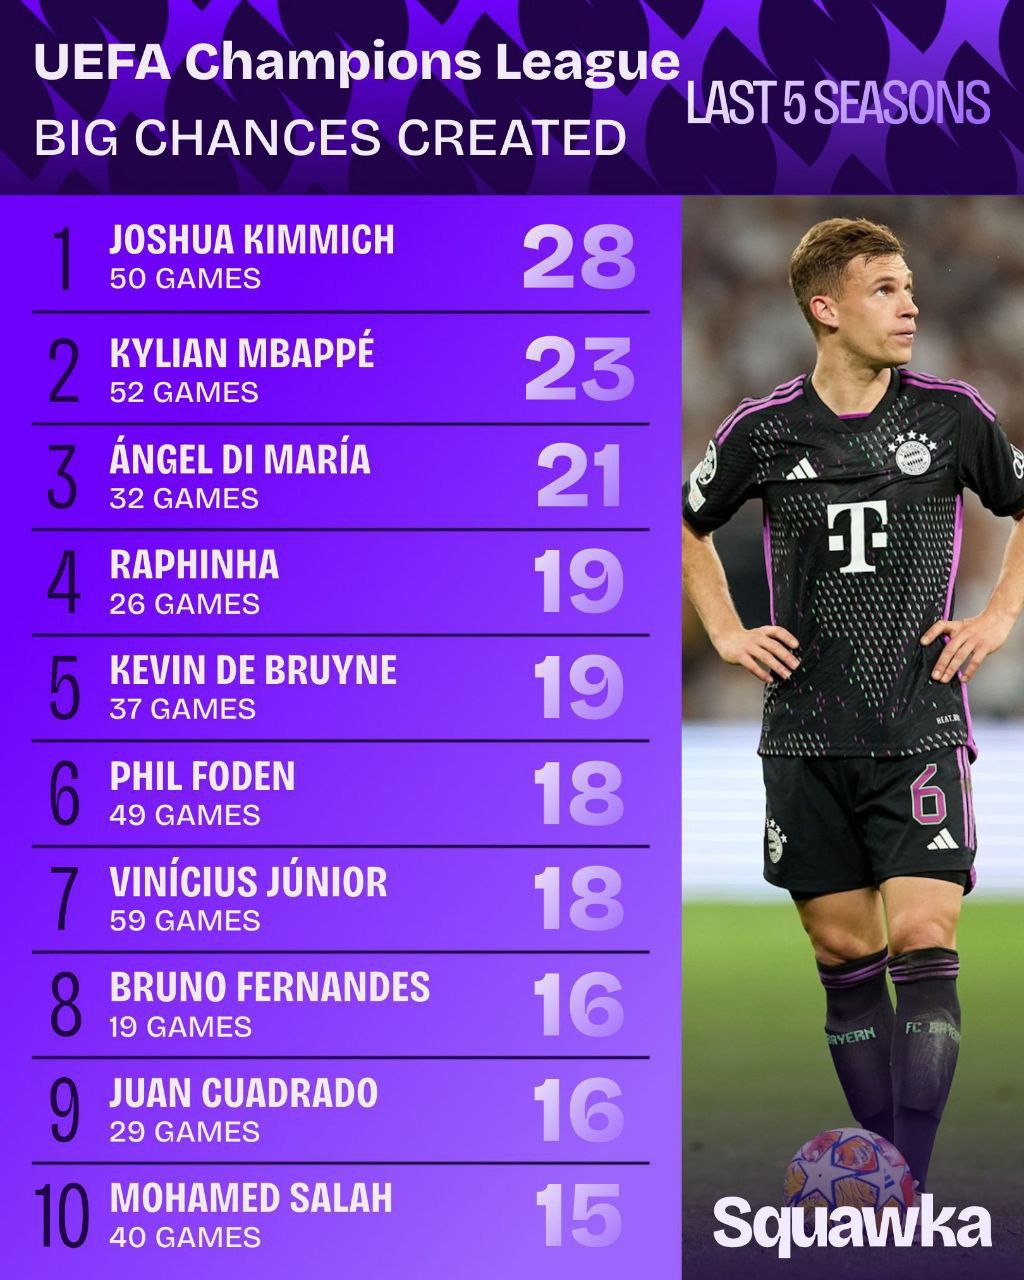 UEFA Champions League
BIG CHANCES CREATED
LAST 5 SEASONS
1 JOSHUA KIMMICH 28
50 GAMES
2 KYLIAN MBAPPÉ 23
52 GAMES
3 ÁNGEL DI MARÍA 21
32 GAMES
4 RAPHINHA 19
26 GAMES
5 KEVIN DE BRUYNE 19
37 GAMES
6 PHIL FODEN 18
49 GAMES
7 VINÍCIUS JÚNIOR 18
59 GAMES
8 BRUNO FERNANDES 16
19 GAMES
9 JUAN CUADRADO 16
29 GAMES
10 MOHAMED SALAH 15
40 GAMES
T
6
Squawka